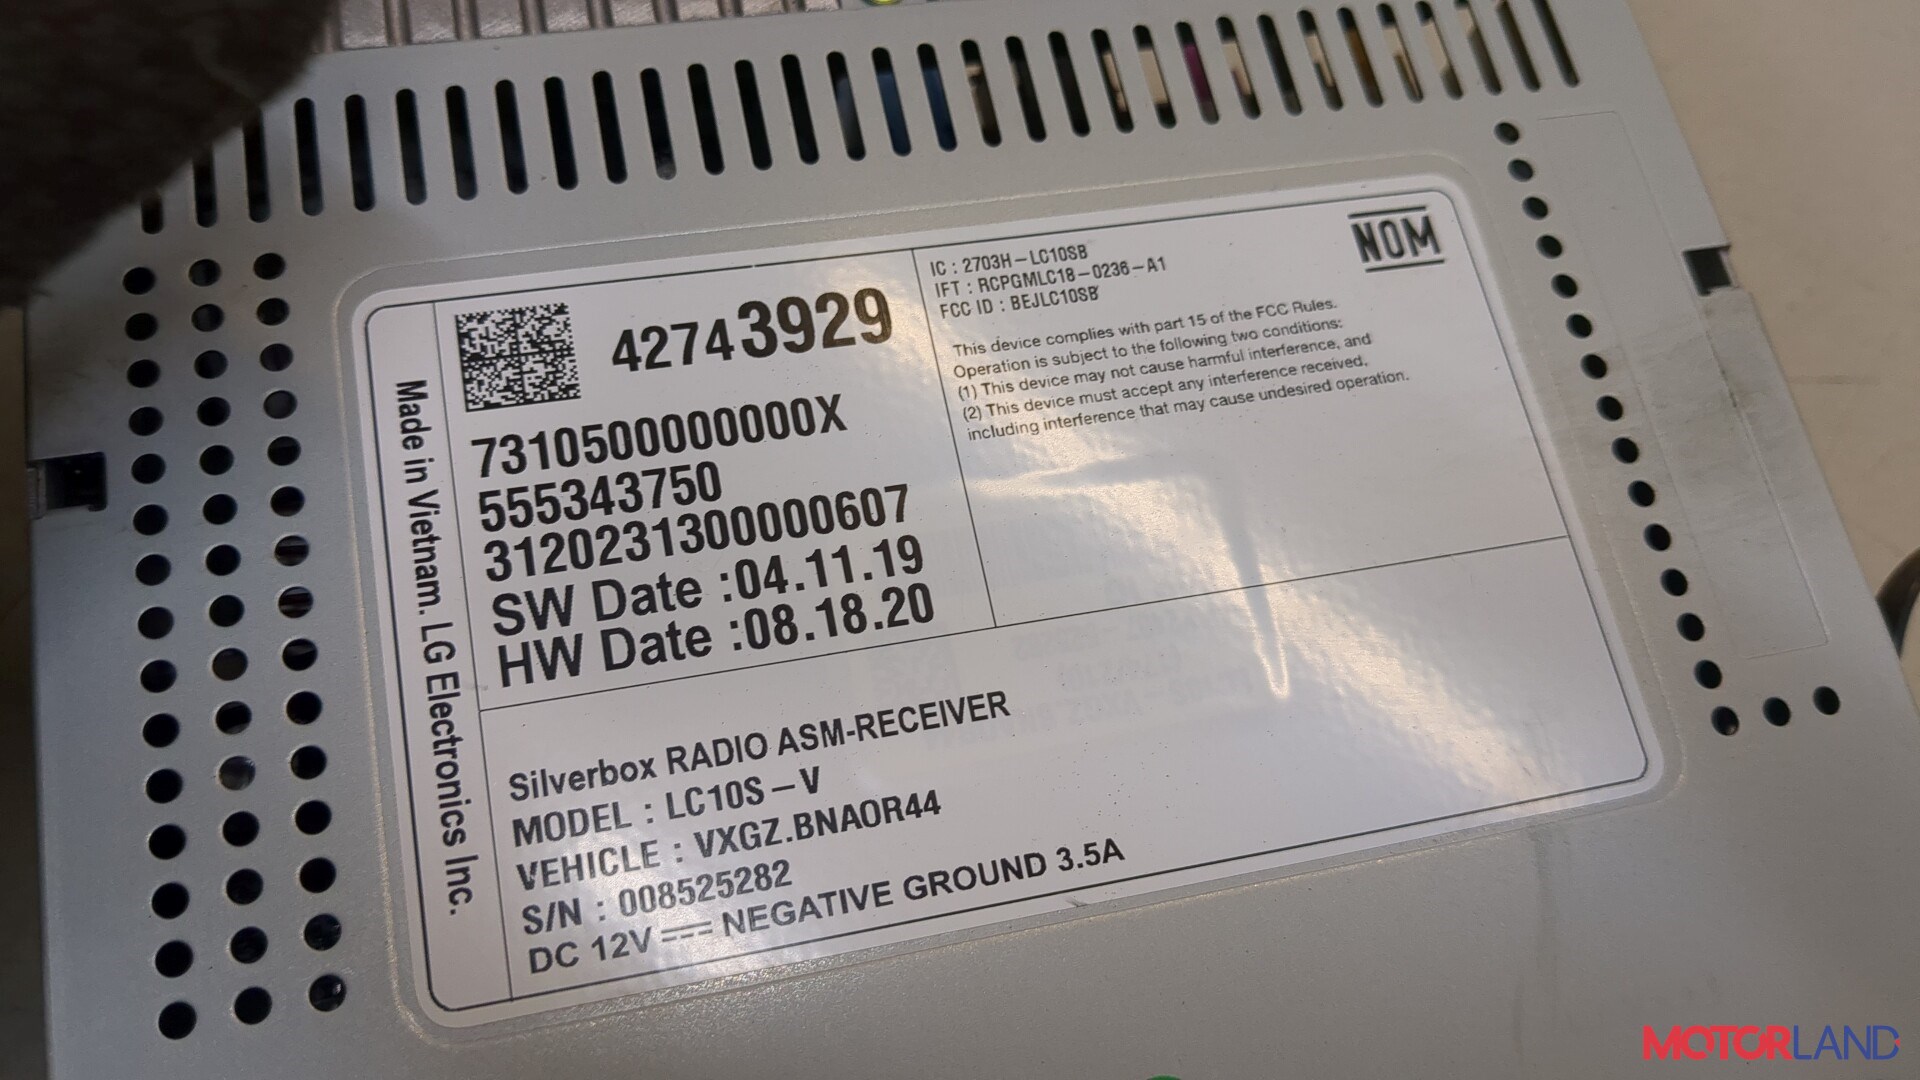 Made in Vietnam. LG Electronics Inc.
42743929
7310500000000X
555343750
3120231300000607
SW Date :04.11.19
HW Date :08.18.20
IC : 2703H-LC10SB
IFT : RCPGMLC18-0236-A1
FCC ID : BEJLC10SB
NOM
This device complies with part 15 of the FCC Rules.
Operation is subject to the following two conditions:
(1) This device may not cause harmful interference, and
(2) This device must accept any interference received,
including interference that may cause undesired operation.
Silverbox RADIO ASM-RECEIVER
MODEL : LC10S-V
VEHICLE : VXGZ.BNAOR44
S/N : 008525282
DC 12V⎓ NEGATIVE GROUND 3.5A
MOTORLAND